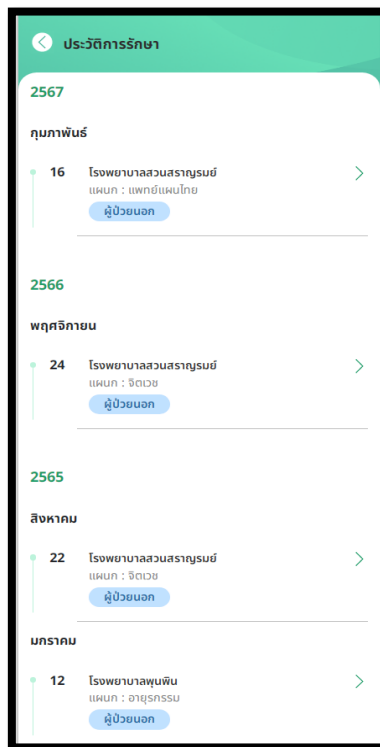 ประวัติการรักษา
2567
กุมภาพันธ์
16 โรงพยาบาลสวนสราญรมย์
แผนก : แพทย์แผนไทย
ผู้ป่วยนอก
2566
พฤศจิกายน
24 โรงพยาบาลสวนสราญรมย์
แผนก : จิตเวช
ผู้ป่วยนอก
2565
สิงหาคม
22 โรงพยาบาลสวนสราญรมย์
แผนก : จิตเวช
ผู้ป่วยนอก
มกราคม
12 โรงพยาบาลพุนพิน
แผนก : อายุรกรรม
ผู้ป่วยนอก